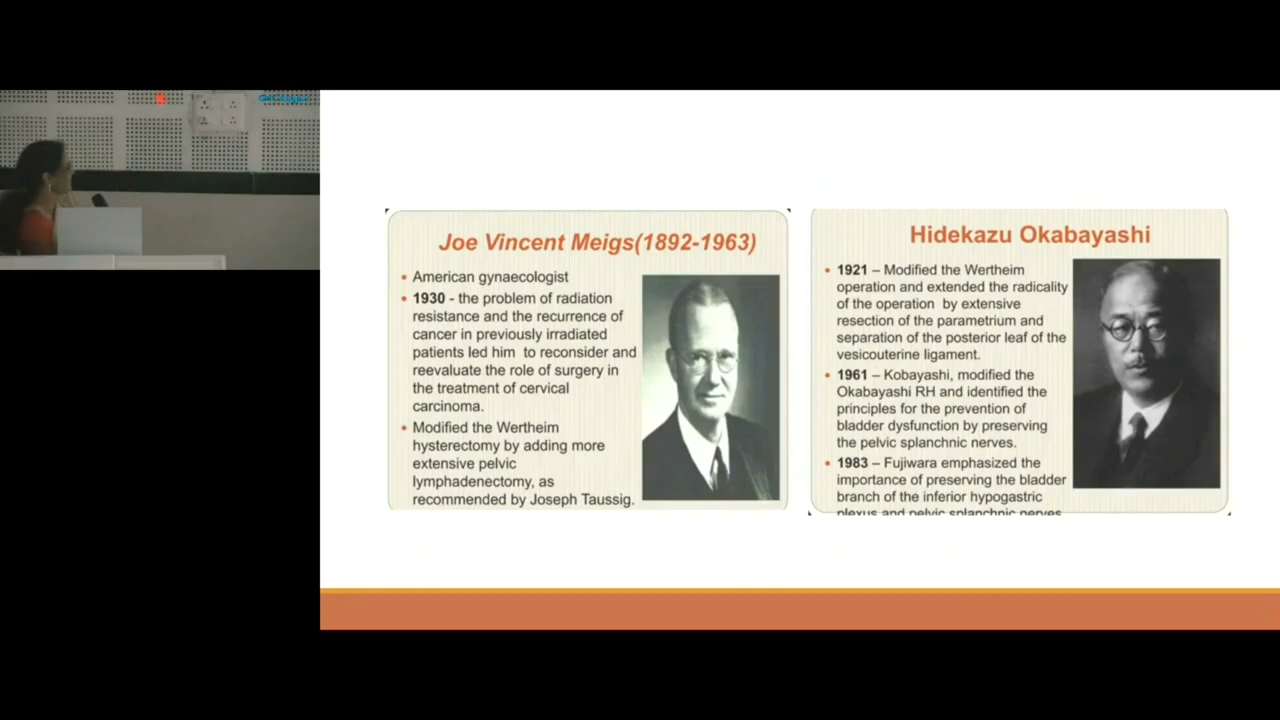 Joe Vincent Meigs(1892-1963)
• American gynaecologist
• 1930 - the problem of radiation
resistance and the recurrence of
cancer in previously irradiated
patients led him to reconsider and
reevaluate the role of surgery in
the treatment of cervical
carcinoma.
• Modified the Wertheim
hysterectomy by adding more
extensive pelvic
lymphadenectomy, as
recommended by Joseph Taussig.
Hidekazu Okabayashi
• 1921 – Modified the Wertheim
operation and extended the radicality
of the operation by extensive
resection of the parametrium and
separation of the posterior leaf of the
vesicouterine ligament.
• 1961 – Kobayashi, modified the
Okabayashi RH and identified the
principles for the prevention of
bladder dysfunction by preserving
the pelvic splanchnic nerves.
• 1983 – Fujiwara emphasized the
importance of preserving the bladder
branch of the inferior hypogastric
plexus and pelvic splanchnic nerves